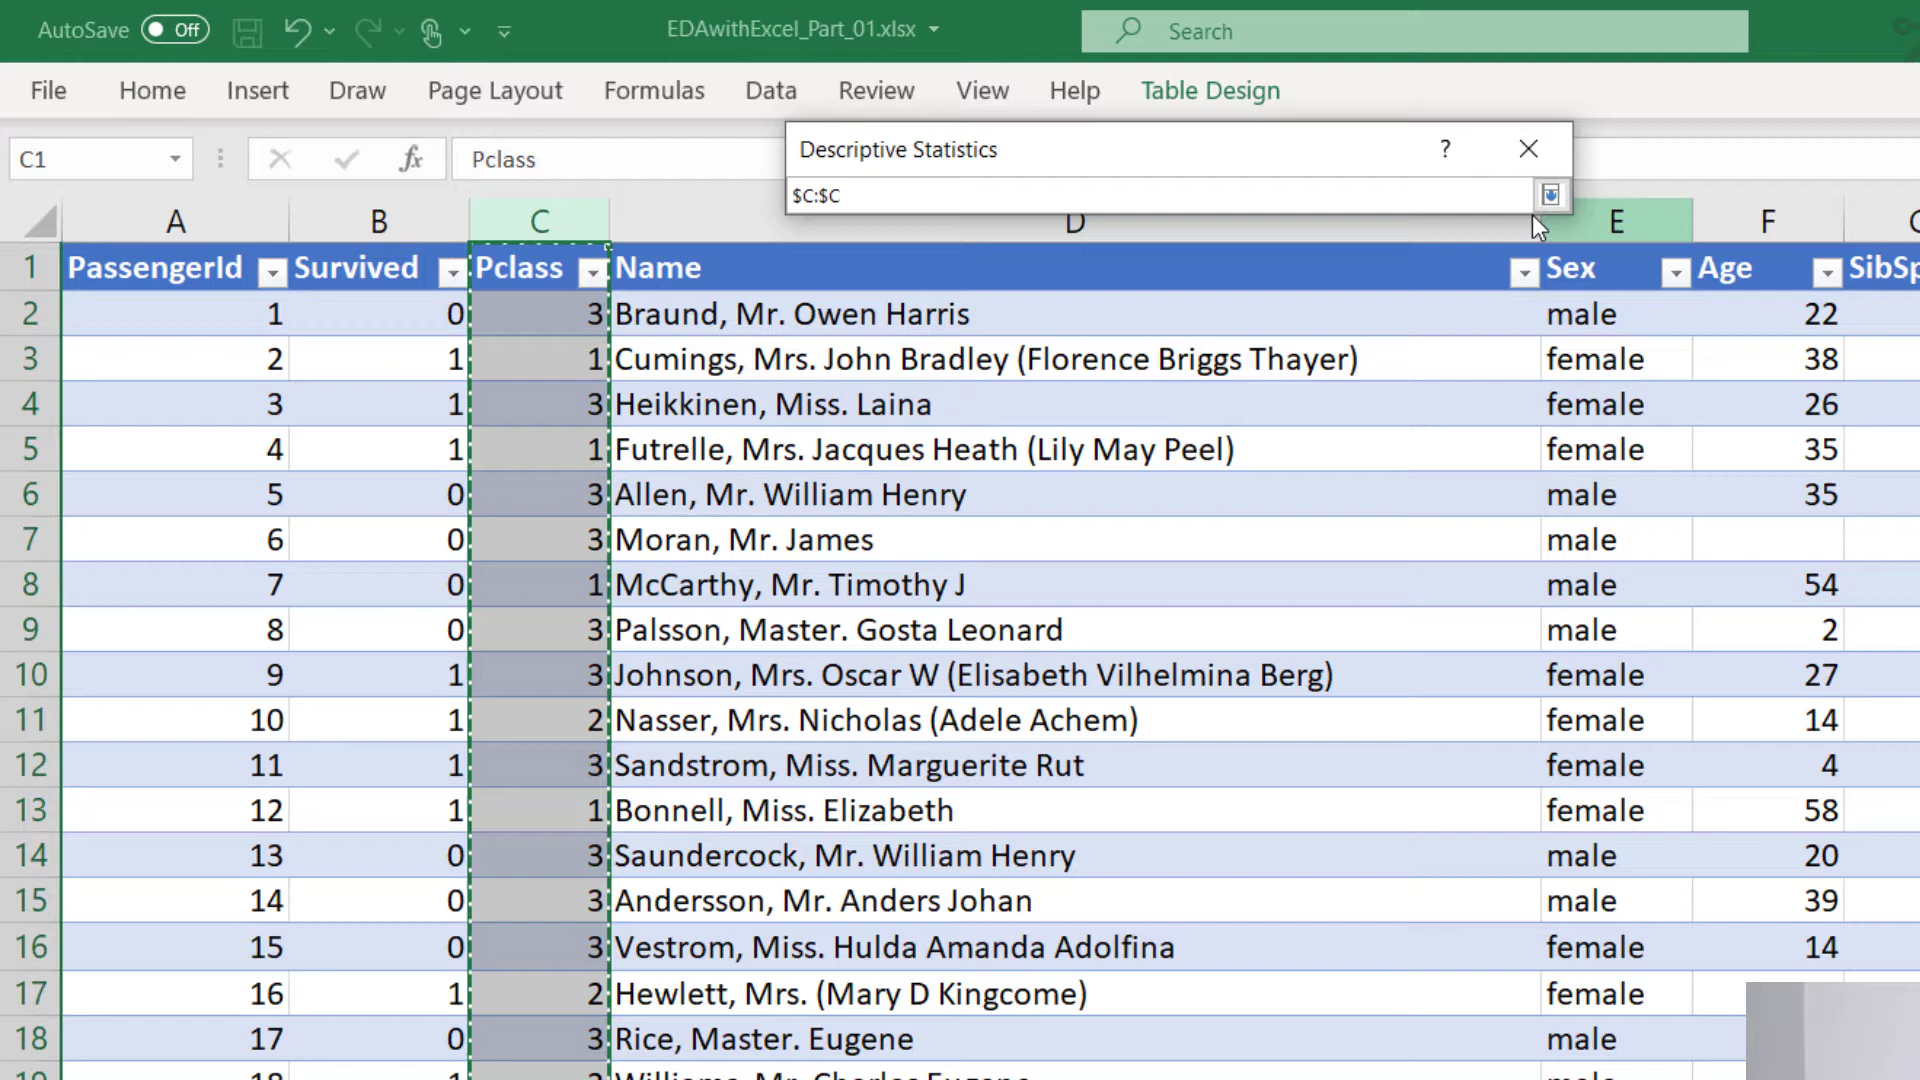 AutoSave Off EDAwithExcel_Part_01.xlsx Search
File Home Insert Draw Page Layout Formulas Data Review View Help Table Design
Descriptive Statistics ?
C1 fx Pclass
$C:$C
A B C D E F
1 PassengerId Survived Pclass Name Sex Age SibSp
2 1 0 3 Braund, Mr. Owen Harris male 22
3 2 1 1 Cumings, Mrs. John Bradley (Florence Briggs Thayer) female 38
4 3 1 3 Heikkinen, Miss. Laina female 26
5 4 1 1 Futrelle, Mrs. Jacques Heath (Lily May Peel) female 35
6 5 0 3 Allen, Mr. William Henry male 35
7 6 0 3 Moran, Mr. James male
8 7 0 1 McCarthy, Mr. Timothy J male 54
9 8 0 3 Palsson, Master. Gosta Leonard male 2
10 9 1 3 Johnson, Mrs. Oscar W (Elisabeth Vilhelmina Berg) female 27
11 10 1 2 Nasser, Mrs. Nicholas (Adele Achem) female 14
12 11 1 3 Sandstrom, Miss. Marguerite Rut female 4
13 12 1 1 Bonnell, Miss. Elizabeth female 58
14 13 0 3 Saundercock, Mr. William Henry male 20
15 14 0 3 Andersson, Mr. Anders Johan male 39
16 15 0 3 Vestrom, Miss. Hulda Amanda Adolfina female 14
17 16 1 2 Hewlett, Mrs. (Mary D Kingcome) female
18 17 0 3 Rice, Master. Eugene male